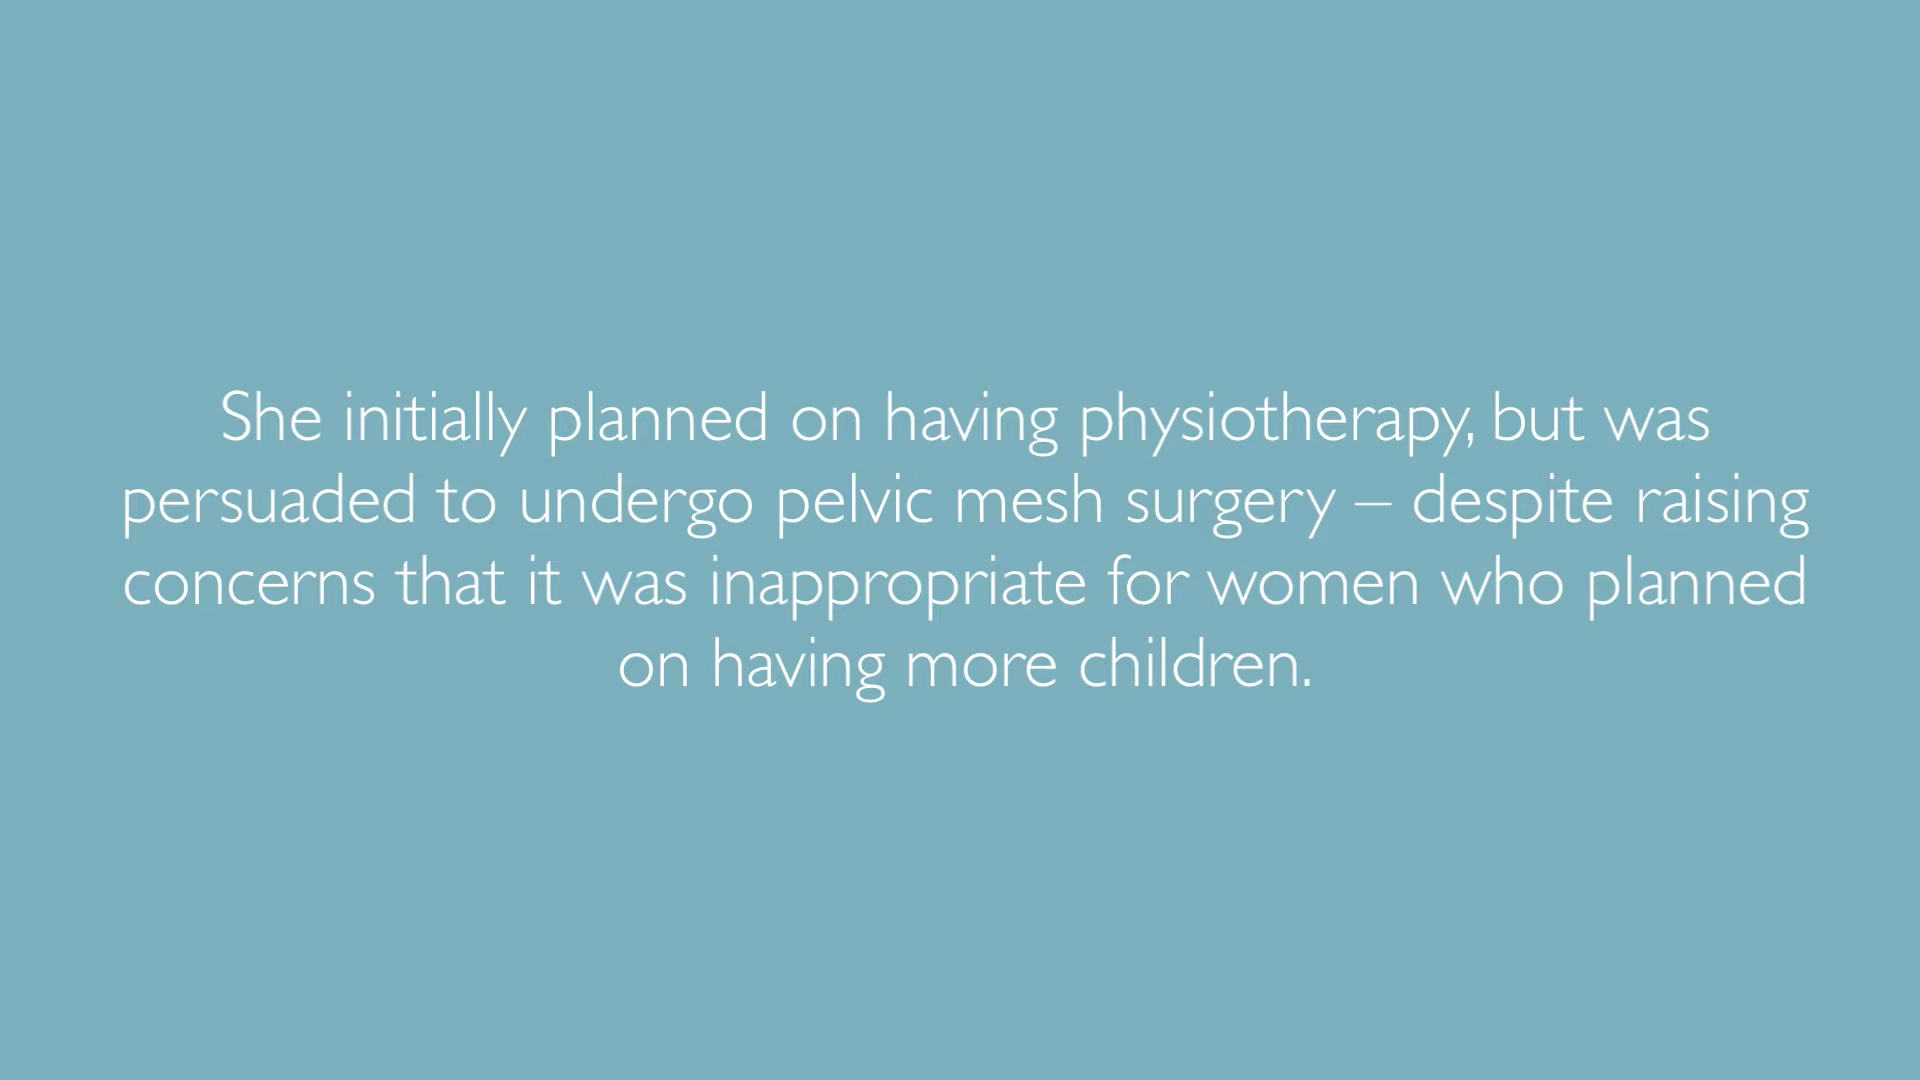 She initially planned on having physiotherapy, but was
persuaded to undergo pelvic mesh surgery – despite raising
concerns that it was inappropriate for women who planned
on having more children.